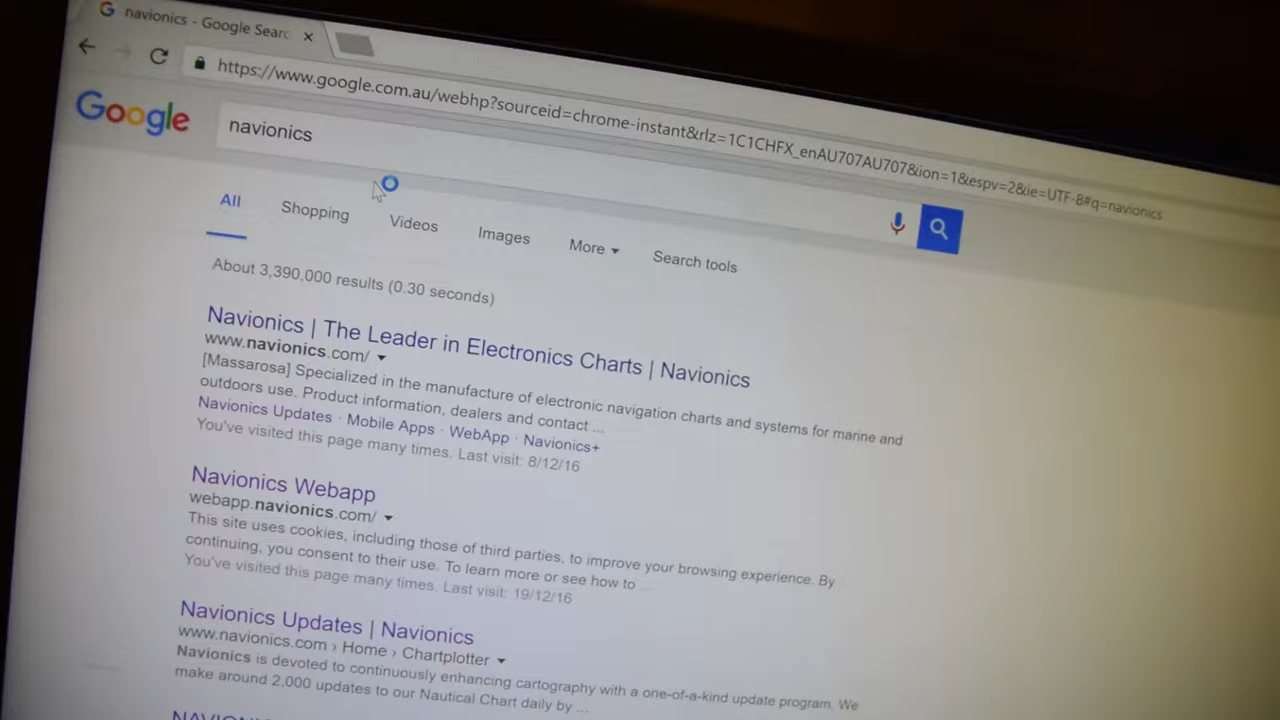 navionics - Google Searc
https://www.google.com.au/webhp?sourceid=chrome-instant&rlz=1C1CHFX_enAU707AU707&ion=1&espv=2&ie=UTF-8#q=navionics
Google
navionics
All Shopping Videos Images More Search tools
About 3,390,000 results (0.30 seconds)
Navionics | The Leader in Electronics Charts | Navionics
www.navionics.com/
[Massarosa] Specialized in the manufacture of electronic navigation charts and systems for marine and
outdoors use. Product information, dealers and contact ...
Navionics Updates · Mobile Apps · WebApp · Navionics+
You've visited this page many times. Last visit: 8/12/16
Navionics Webapp
webapp.navionics.com/
This site uses cookies, including those of third parties, to improve your browsing experience. By
continuing, you consent to their use. To learn more or see how to ...
You've visited this page many times. Last visit: 19/12/16
Navionics Updates | Navionics
www.navionics.com › Home › Chartplotter
Navionics is devoted to continuously enhancing cartography with a one-of-a-kind update program. We
make around 2,000 updates to our Nautical Chart daily by ...